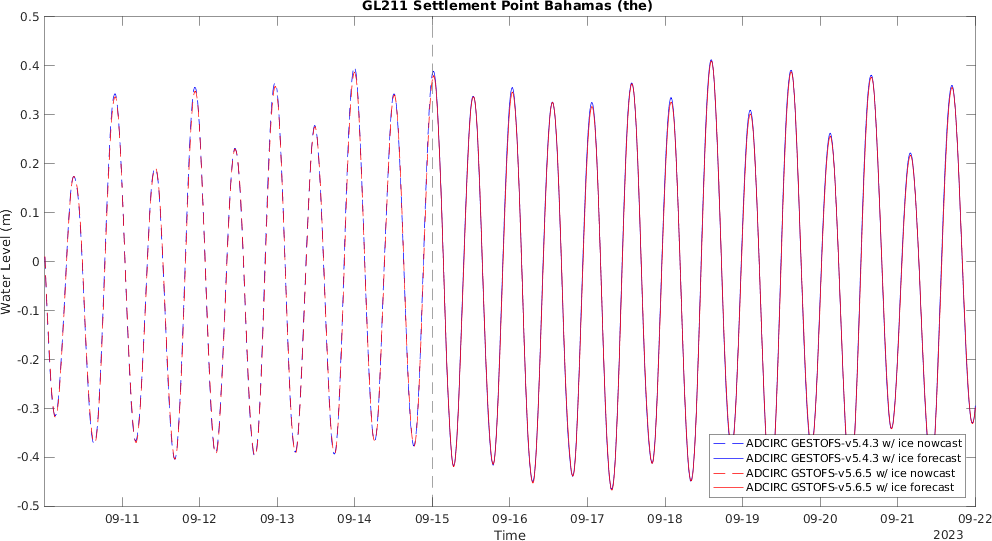 GL211 Settlement Point Bahamas (the)
0.5
0.4
0.3
0.2
0.1
0
-0.1
-0.2
-0.3
-0.4
-0.5
Water Level (m)
ADCIRC GESTOFS-v5.4.3 w/ ice nowcast
ADCIRC GSTOFS-v5.4.3 w/ ice forecast
ADCIRC GSTOFS-v5.6.5 w/ ice nowcast
ADCIRC GSTOFS-v5.6.5 w/ ice forecast
09-11 09-12 09-13 09-14 09-15 09-16 09-17 09-18 09-19 09-20 09-21 09-22
Time
2023